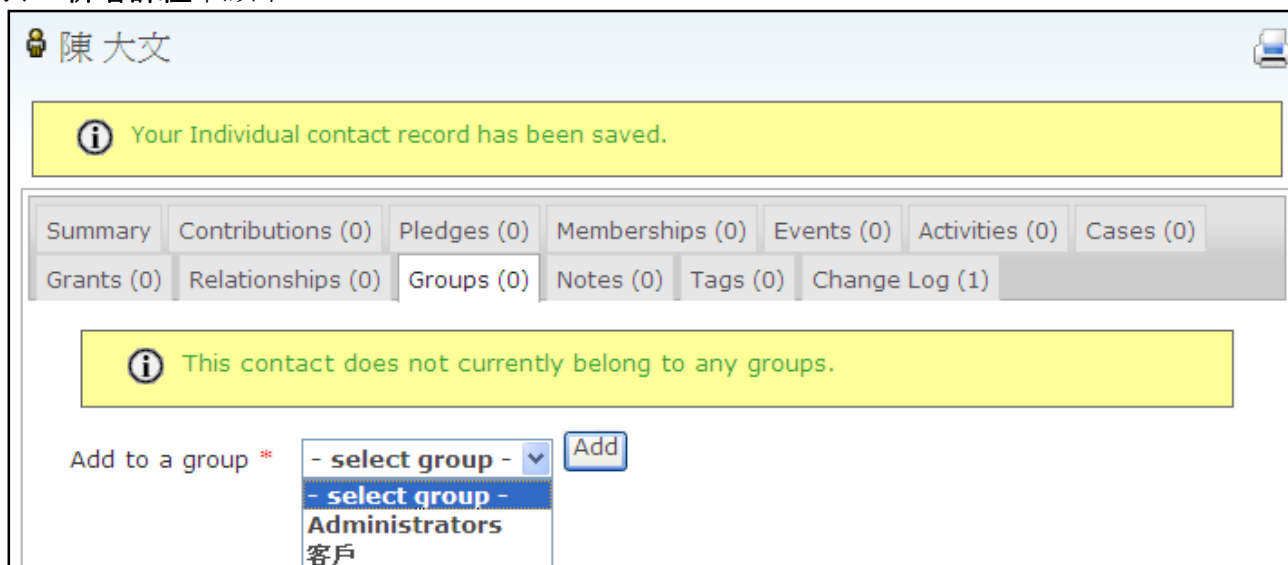 陳 大文
Your Individual contact record has been saved.
Summary Contributions (0) Pledges (0) Memberships (0) Events (0) Activities (0) Cases (0)
Grants (0) Relationships (0) Groups (0) Notes (0) Tags (0) Change Log (1)
This contact does not currently belong to any groups.
Add to a group * - select group - Add
- select group -
Administrators
客戶